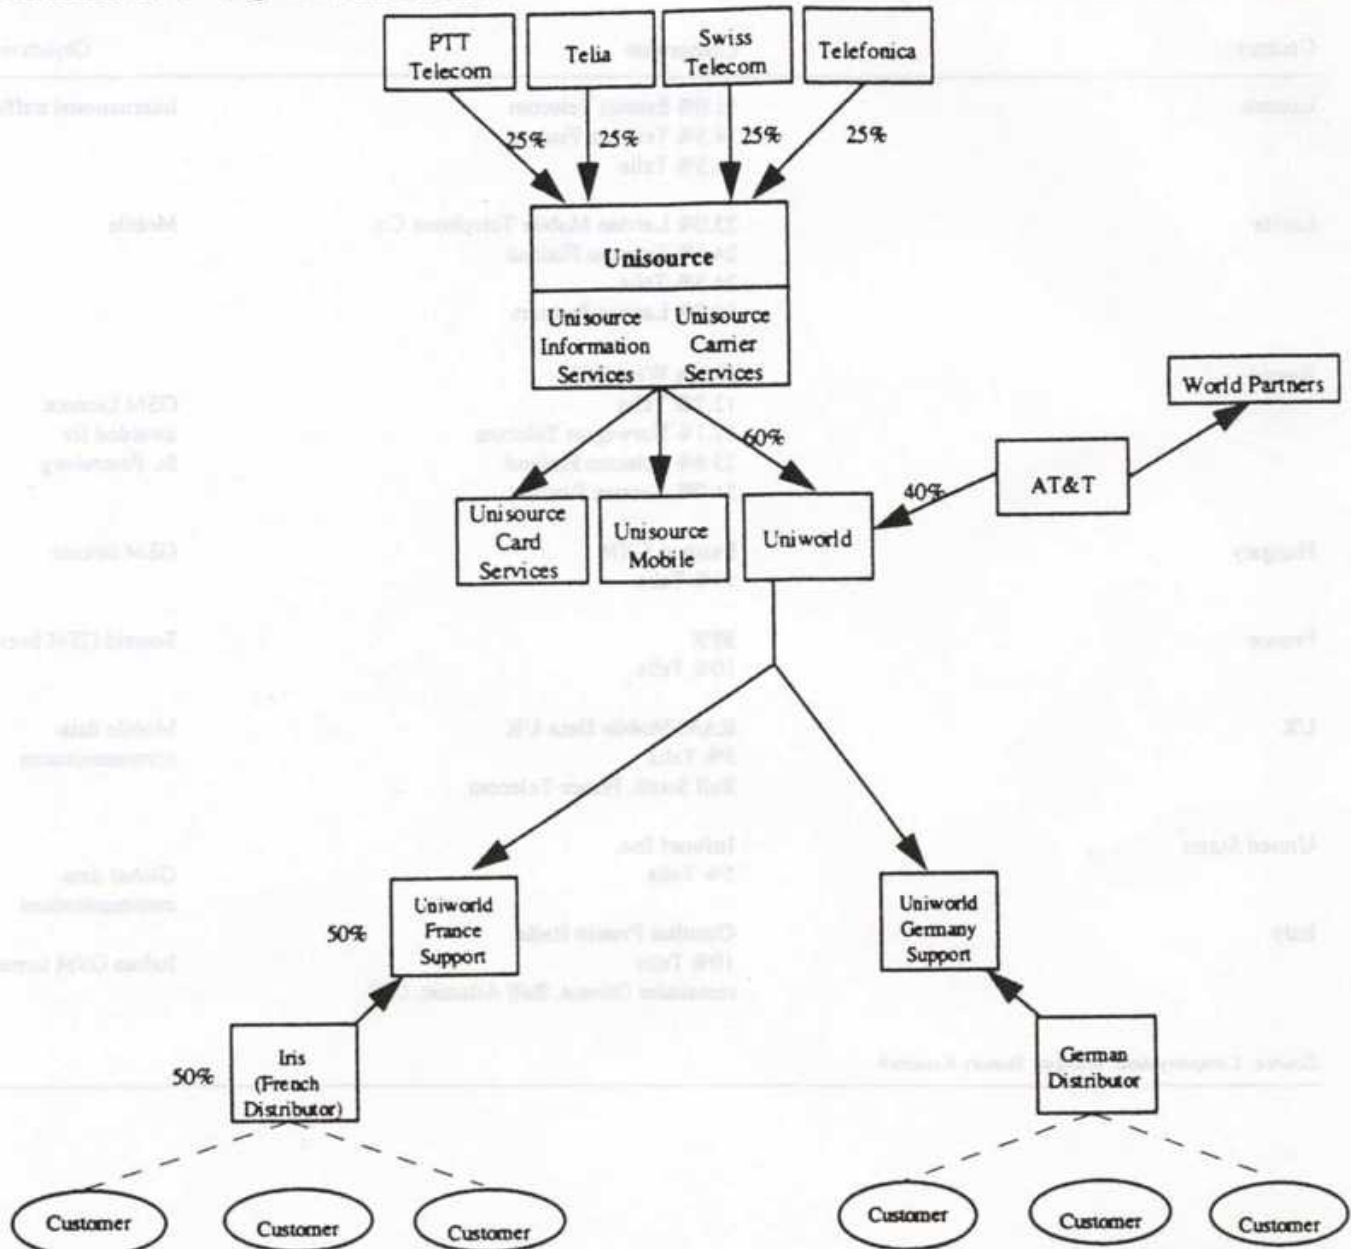 PTT
Telecom
Telia
Swiss
Telecom
Telefonica
25%
25%
25%
25%
Unisource
Unisource
Information
Services
Unisource
Carrier
Services
World Partners
60%
AT&T
40%
Unisource
Card
Services
Unisource
Mobile
Uniworld
50%
Uniworld
France
Support
Uniworld
Germany
Support
50%
Iris
(French
Distributor)
German
Distributor
Customer
Customer
Customer
Customer
Customer
Customer